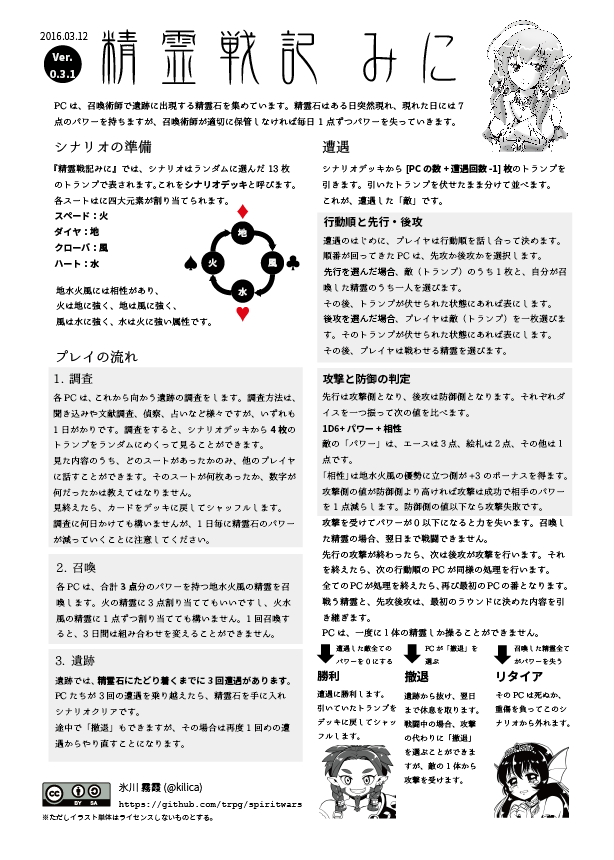 2016.03.12
Ver.
0.3.1
精霊戦記 みに
PC は、召喚術師で遺跡に出現する精霊石を集めています。精霊石はある日突然現れ、現れた日には 7
点のパワーを持ちますが、召喚術師が適切に保管しなければ毎日 1 点ずつパワーを失っていきます。
シナリオの準備
『精霊戦記みに』では、シナリオはランダムに選んだ 13 枚
のトランプで表されます。これをシナリオデッキと呼びます。
各スートはに四大元素が割り当てられます。
スペード：火
ダイヤ：地
クローバ：風
ハート：水
地水火風には相性があり、
火は地に強く、地は風に強く、
風は水に強く、水は火に強い属性です。
♦
地
♠
火
風
♣
水
♥
プレイの流れ
1. 調査
各 PC は、これから向かう遺跡の調査をします。調査方法は、
聞き込みや文献調査、偵察、占いなど様々ですが、いずれも
1 日がかりです。調査をすると、シナリオデッキから 4 枚の
トランプをランダムにめくって見ることができます。
見た内容のうち、どのスートがあったかのみ、他のプレイヤ
に話すことができます。そのスートが何枚あったか、数字が
何だったかは教えてはなりません。
見終えたら、カードをデッキに戻してシャッフルします。
調査に何日かけても構いませんが、1 日毎に精霊石のパワー
が減っていくことに注意してください。
2. 召喚
各 PC は、合計 3 点分のパワーを持つ地水火風の精霊を召
喚します。火の精霊に 3 点割り当ててもいいですし、火水
風の精霊に 1 点ずつ割り当てても構いません。1 回召喚す
ると、3 日間は組み合わせを変えることができません。
3. 遺跡
遺跡では、精霊石にたどり着くまでに 3 回遭遇があります。
PC たちが 3 回の遭遇を乗り越えたら、精霊石を手に入れ
シナリオクリアです。
途中で「撤退」もできますが、その場合は再度 1 回めの遭
遇からやり直すことになります。
遭遇
シナリオデッキから [PC の数 + 遭遇回数 -1] 枚のトランプを
引きます。引いたトランプを伏せたまま分けて並べます。
これが、遭遇した「敵」です。
行動順と先行・後攻
遭遇のはじめに、プレイヤは行動順を話し合って決めます。
順番が回ってきた PC は、先攻か後攻かを選択します。
先行を選んだ場合、敵（トランプ）のうち 1 枚と、自分が召
喚した精霊のうち一人を選びます。
その後、トランプが伏せられた状態にあれば表にします。
後攻を選んだ場合、プレイヤは敵（トランプ）を一枚選びま
す。そのトランプが伏せられた状態にあれば表にします。
その後、プレイヤは戦わせる精霊を選びます。
攻撃と防御の判定
先行は攻撃側となり、後攻は防御側となります。それぞれダ
イスを一つ振って次の値を比べます。
1D6+ パワー + 相性
敵の「パワー」は、エースは 3 点、絵札は 2 点、その他は 1
点です。
「相性」は地水火風の優勢に立つ側が +3 のボーナスを得ます。
攻撃側の値が防御側より高ければ攻撃は成功で相手のパワー
を 1 点減らします。防御側の値以下なら攻撃失敗です。
攻撃を受けてパワーが 0 以下になると力を失います。召喚し
た精霊の場合、翌日まで戦闘できません。
先行の攻撃が終わったら、次は後攻が攻撃を行います。それ
を終えたら、次の行動順の PC が同様の処理を行います。
全ての PC が処理を終えたら、再び最初の PC の番となります。
戦う精霊と、先攻後攻は、最初のラウンドに決めた内容を引
き継ぎます。
PC は、一度に 1 体の精霊しか操ることができません。
遭遇した敵全ての
パワーを 0 にする
勝利
遭遇に勝利します。
引いていたトランプを
デッキに戻してシャッ
フルします。
PC が「撤退」を
選ぶ
撤退
遺跡から抜け、翌日
まで休息を取ります。
戦闘中の場合、攻撃
の代わりに「撤退」
を選ぶことができま
すが、敵の 1 体から
攻撃を受けます。
召喚した精霊全て
がパワーを失う
リタイア
その PC は死ぬか、
重傷を負ってこのシ
ナリオから外れます。
cc BY SA
氷川 霧霞 (@kilica)
https://github.com/trpg/spiritwars
※ただしイラスト単体はライセンスしないものとする。